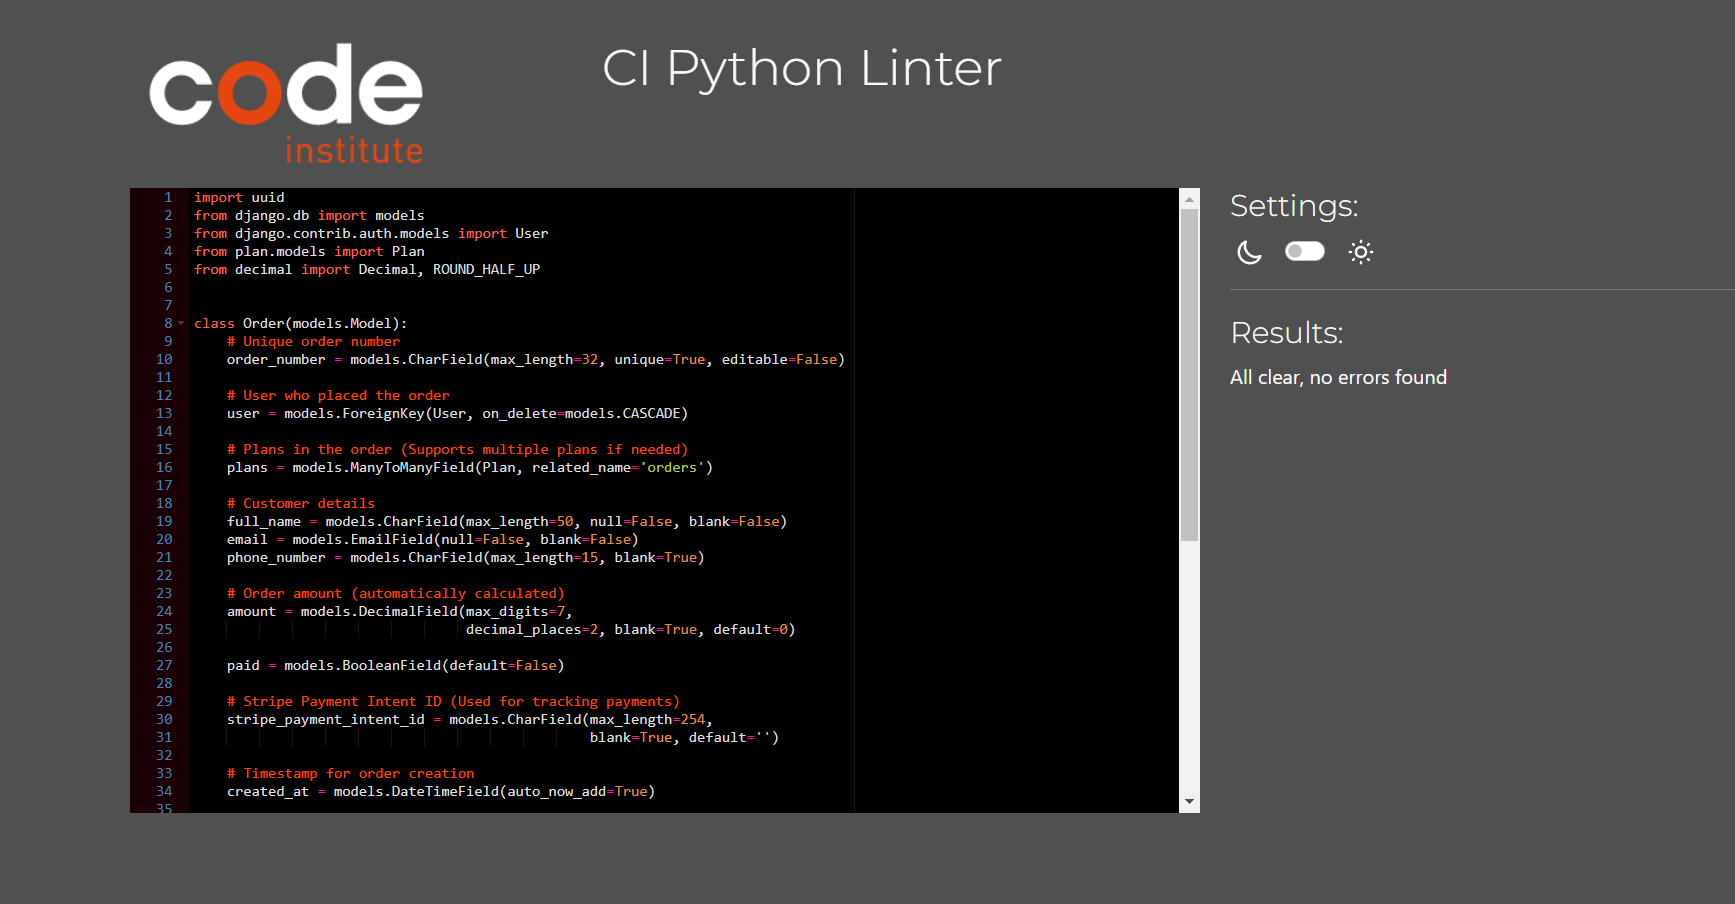 code
institute
CI Python Linter
1 import uuid
2 from django.db import models
3 from django.contrib.auth.models import User
4 from plan.models import Plan
5 from decimal import Decimal, ROUND_HALF_UP
6
7
8 class Order(models.Model):
9     # Unique order number
10     order_number = models.CharField(max_length=32, unique=True, editable=False)
11
12     # User who placed the order
13     user = models.ForeignKey(User, on_delete=models.CASCADE)
14
15     # Plans in the order (Supports multiple plans if needed)
16     plans = models.ManyToManyField(Plan, related_name='orders')
17
18     # Customer details
19     full_name = models.CharField(max_length=50, null=False, blank=False)
20     email = models.EmailField(null=False, blank=False)
21     phone_number = models.CharField(max_length=15, blank=True)
22
23     # Order amount (automatically calculated)
24     amount = models.DecimalField(max_digits=7,
25                                  decimal_places=2, blank=True, default=0)
26
27     paid = models.BooleanField(default=False)
28
29     # Stripe Payment Intent ID (Used for tracking payments)
30     stripe_payment_intent_id = models.CharField(max_length=254,
31                                                 blank=True, default='')
32
33     # Timestamp for order creation
34     created_at = models.DateTimeField(auto_now_add=True)
35
Settings:
Results:
All clear, no errors found